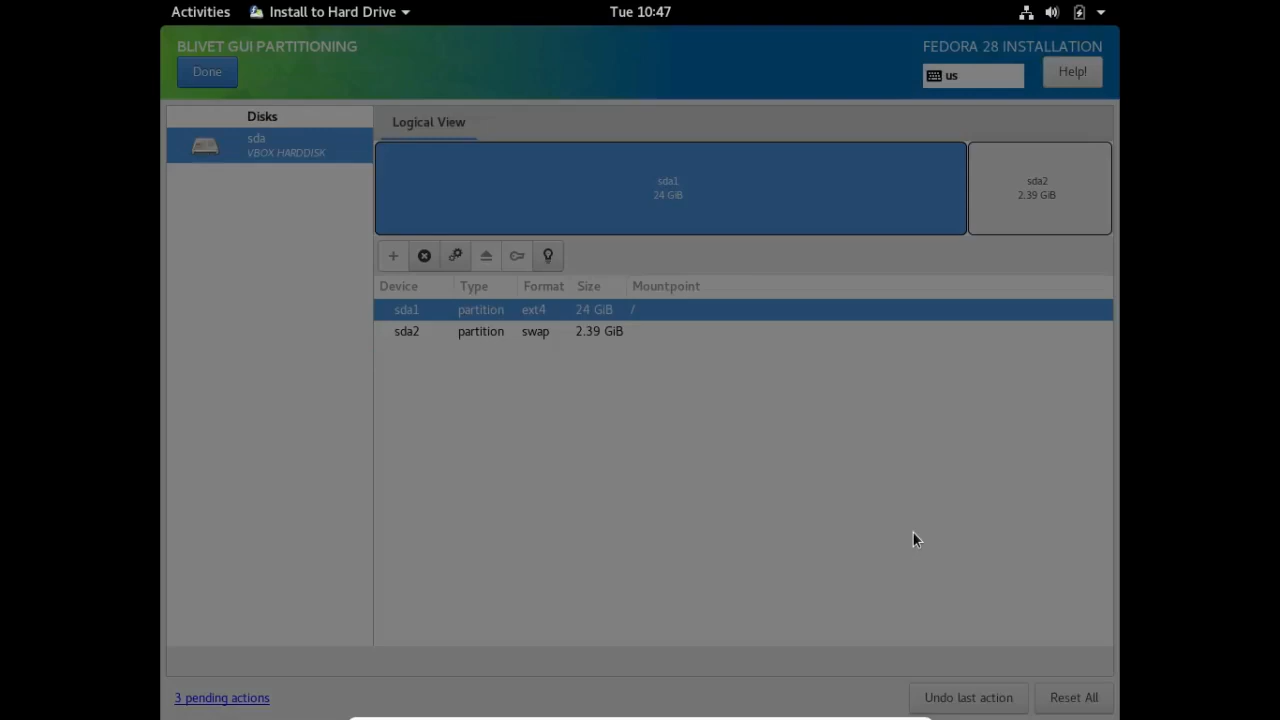 Activities Install to Hard Drive Tue 10:47
BLIVET GUI PARTITIONING FEDORA 28 INSTALLATION
Done us Help!
Disks
sda
VBOX HARDDISK
Logical View
sda1
24 GiB
sda2
2.39 GiB
Device Type Format Size Mountpoint
sda1 partition ext4 24 GiB /
sda2 partition swap 2.39 GiB
3 pending actions Undo last action Reset All